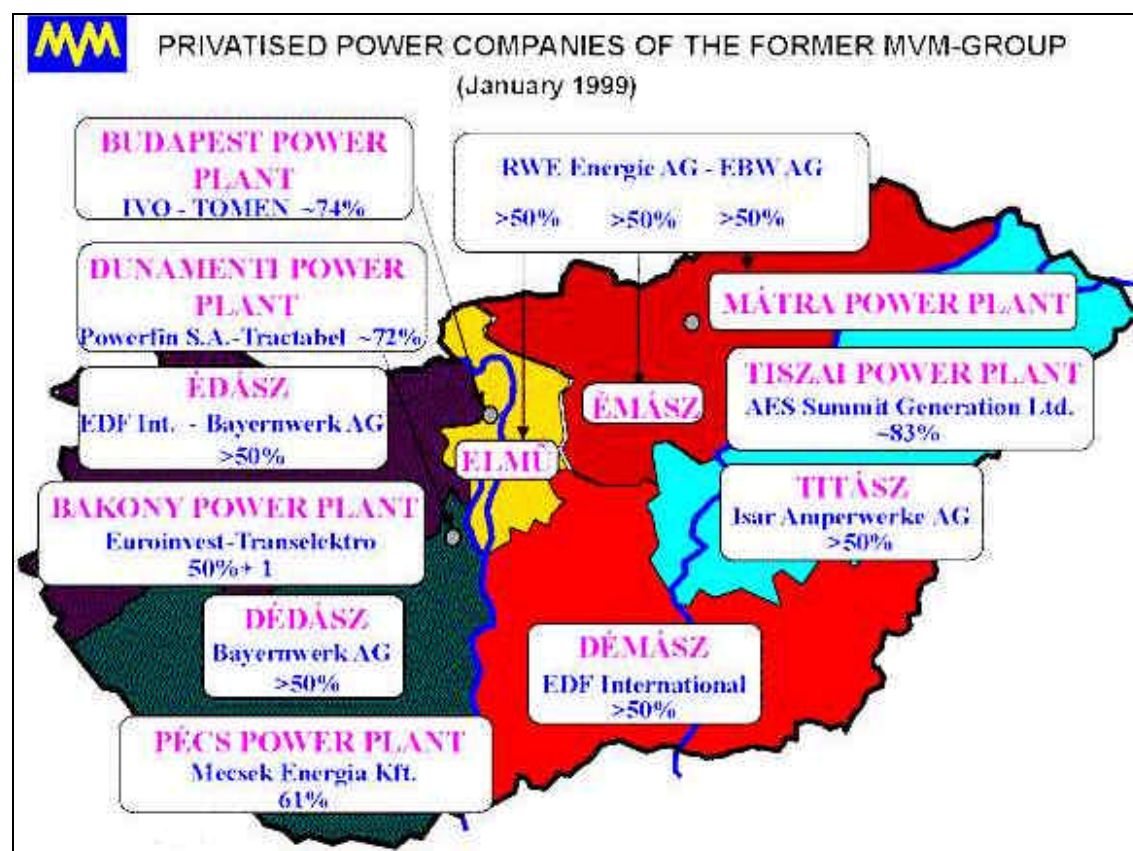 MVM
PRIVATISED POWER COMPANIES OF THE FORMER MVM-GROUP
(January 1999)
BUDAPEST POWER
PLANT
IVO - TOMEN ~74%
RWE Energie AG - EBW AG
>50% >50% >50%
DUNAMENTI POWER
PLANT
Powerfin S.A.-Tractabel ~72%
MÁTRA POWER PLANT
ÉDÁSZ
EDF Int. - Bayernwerk AG
>50%
ÉMÁSZ
TISZAI POWER PLANT
AES Summit Generation Ltd.
~83%
ELMÛ
BAKONY POWER PLANT
Euroinvest-Transelektro
50%+ 1
TITÁSZ
Isar Amperwerke AG
>50%
DÉDÁSZ
Bayernwerk AG
>50%
DÉMÁSZ
EDF International
>50%
PÉCS POWER PLANT
Mecsek Energia Kft.
61%